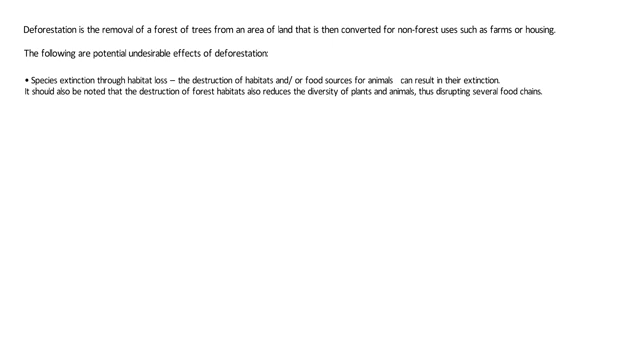 Deforestation is the removal of a forest of trees from an area of land that is then converted for non-forest uses such as farms or housing.
The following are potential undesirable effects of deforestation:
• Species extinction through habitat loss – the destruction of habitats and/ or food sources for animals can result in their extinction.
It should also be noted that the destruction of forest habitats also reduces the diversity of plants and animals, thus disrupting several food chains.